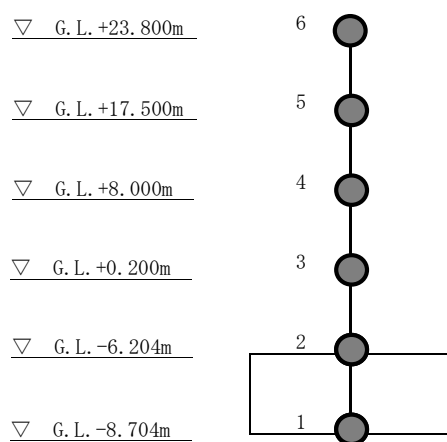 ▽ G.L.+23.800m 6
▽ G.L.+17.500m 5
▽ G.L.+8.000m 4
▽ G.L.+0.200m 3
▽ G.L.-6.204m 2
▽ G.L.-8.704m 1